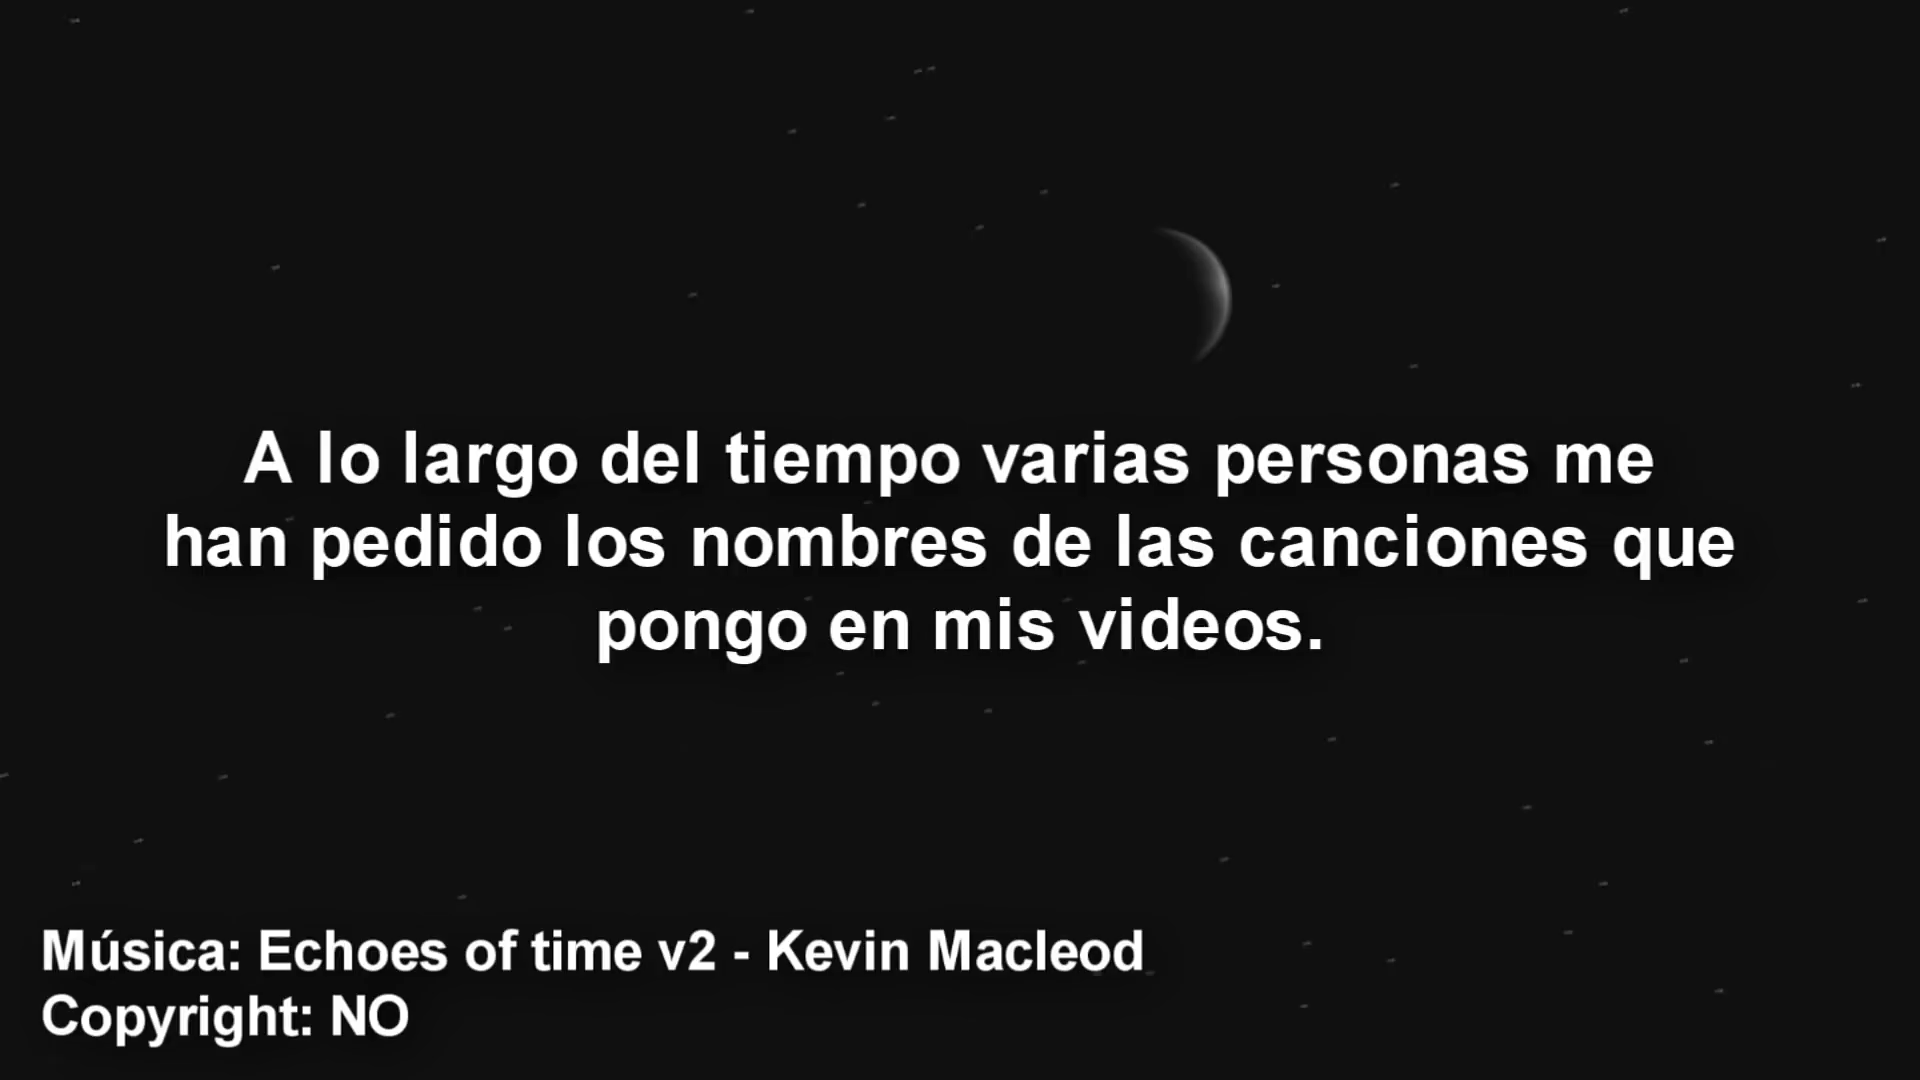 A lo largo del tiempo varias personas me
han pedido los nombres de las canciones que
pongo en mis videos.
Música: Echoes of time v2 - Kevin Macleod
Copyright: NO